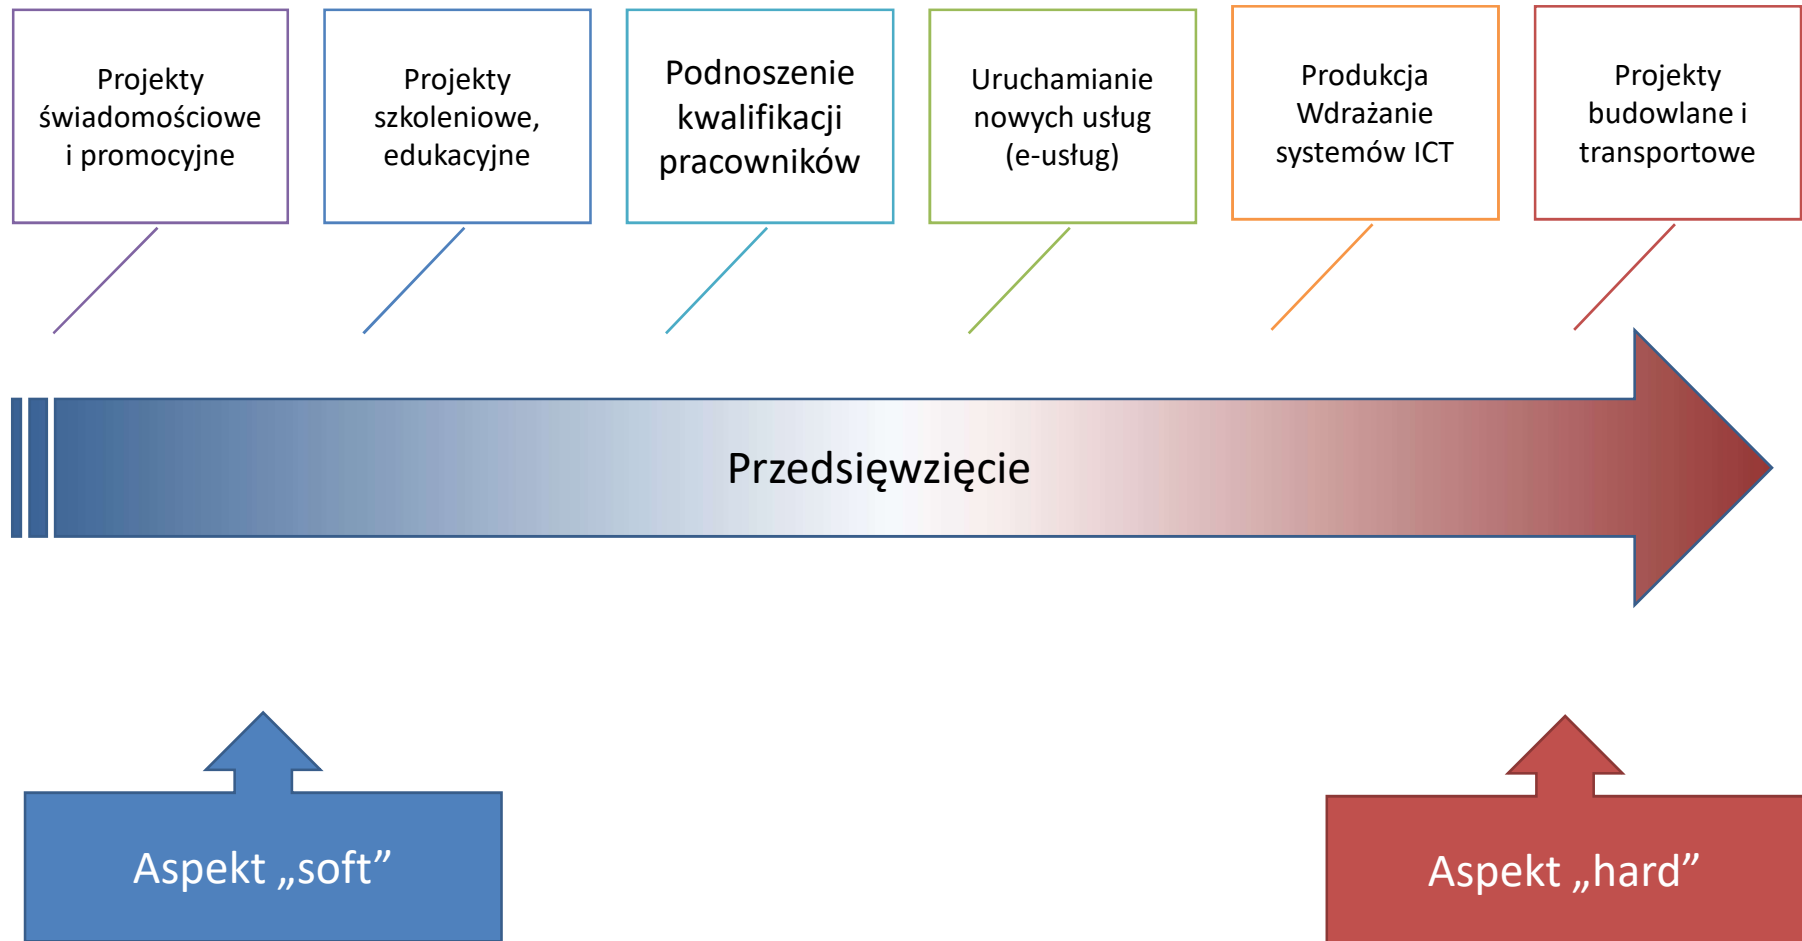 Projekty
świadomościowe
i promocyjne
Projekty
szkoleniowe,
edukacyjne
Podnoszenie
kwalifikacji
pracowników
Uruchamianie
nowych usług
(e-usług)
Produkcja
Wdrażanie
systemów ICT
Projekty
budowlane i
transportowe
Przedsięwzięcie
Aspekt „soft”
Aspekt „hard”